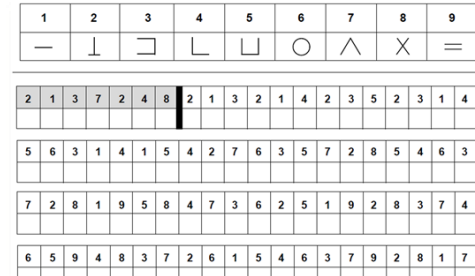 1 2 3 4 5 6 7 8 9
— ⊥ ⊐ ∟ ⊔ ○ ∧ X =
2 1 3 7 2 4 8 2 1 3 2 1 4 2 3 5 2 3 1 4
5 6 3 1 4 1 5 4 2 7 6 3 5 7 2 8 5 4 6 3
7 2 8 1 9 5 8 4 7 3 6 2 5 1 9 2 8 3 7 4
6 5 9 4 8 3 7 2 6 1 5 4 6 3 7 9 2 8 1 7